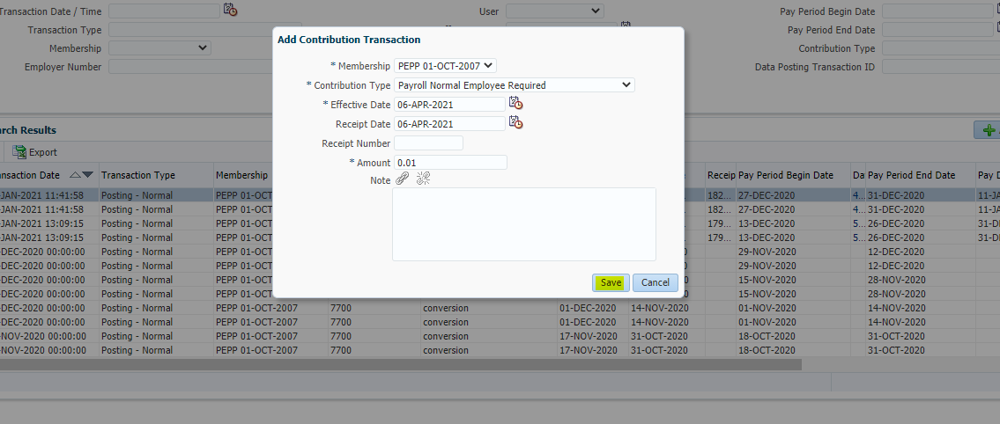 Transaction Date / Time
User
Pay Period Begin Date
Transaction Type
Pay Period End Date
Membership
Contribution Type
Employer Number
Data Posting Transaction ID
Add Contribution Transaction
* Membership PEPP 01-OCT-2007
* Contribution Type Payroll Normal Employee Required
* Effective Date 06-APR-2021
Receipt Date 06-APR-2021
Receipt Number
* Amount 0.01
Note
Save Cancel
arch Results
Export
ansaction Date Transaction Type Membership Receip Pay Period Begin Date Da Pay Period End Date Pay D
-JAN-2021 11:41:58 Posting - Normal PEPP 01-OCT 182... 27-DEC-2020 4... 31-DEC-2020 11-JA
-JAN-2021 11:41:58 Posting - Normal PEPP 01-OCT 182... 27-DEC-2020 4... 31-DEC-2020 11-JA
-JAN-2021 13:09:15 Posting - Normal PEPP 01-OCT 179... 13-DEC-2020 5... 26-DEC-2020 31-D
-JAN-2021 13:09:15 Posting - Normal PEPP 01-OCT 179... 13-DEC-2020 5... 26-DEC-2020 31-D
-DEC-2020 00:00:00 Posting - Normal PEPP 01-OCT 29-NOV-2020 12-DEC-2020
-DEC-2020 00:00:00 Posting - Normal PEPP 01-OCT 29-NOV-2020 12-DEC-2020
-DEC-2020 00:00:00 Posting - Normal PEPP 01-OCT 15-NOV-2020 28-NOV-2020
-DEC-2020 00:00:00 Posting - Normal PEPP 01-OCT 15-NOV-2020 28-NOV-2020
-DEC-2020 00:00:00 Posting - Normal PEPP 01-OCT-2007 7700 conversion 01-DEC-2020 14-NOV-2020 01-NOV-2020 14-NOV-2020
-DEC-2020 00:00:00 Posting - Normal PEPP 01-OCT-2007 7700 conversion 01-DEC-2020 14-NOV-2020 01-NOV-2020 14-NOV-2020
-NOV-2020 00:00:00 Posting - Normal PEPP 01-OCT-2007 7700 conversion 17-NOV-2020 31-OCT-2020 18-OCT-2020 31-OCT-2020
-NOV-2020 00:00:00 Posting - Normal PEPP 01-OCT-2007 7700 conversion 17-NOV-2020 31-OCT-2020 18-OCT-2020 31-OCT-2020